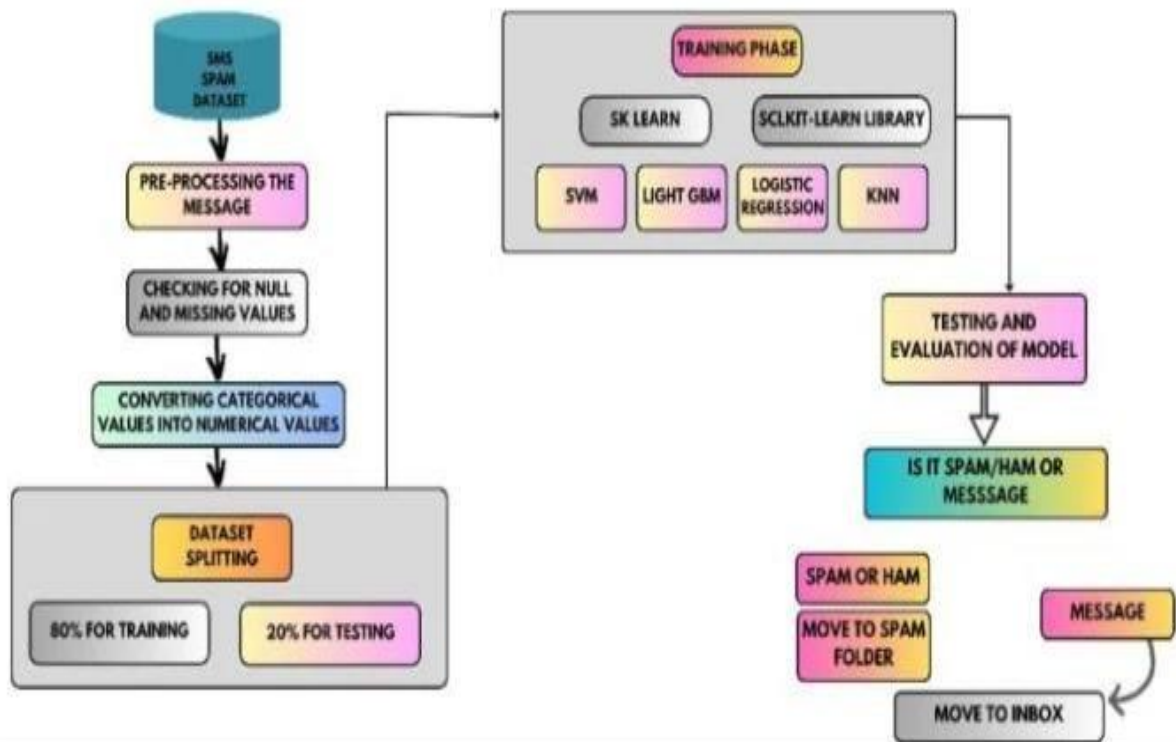 SMS
SPAM
DATASET
PRE-PROCESSING THE
MESSAGE
CHECKING FOR NULL
AND MISSING VALUES
CONVERTING CATEGORICAL
VALUES INTO NUMERICAL VALUES
DATASET
SPLITTING
80% FOR TRAINING
20% FOR TESTING
TRAINING PHASE
SK LEARN
SCLKIT-LEARN LIBRARY
SVM
LIGHT GBM
LOGISTIC
REGRESSION
KNN
TESTING AND
EVALUATION OF MODEL
IS IT SPAM/HAM OR
MESSSAGE
SPAM OR HAM
MOVE TO SPAM
FOLDER
MESSAGE
MOVE TO INBOX